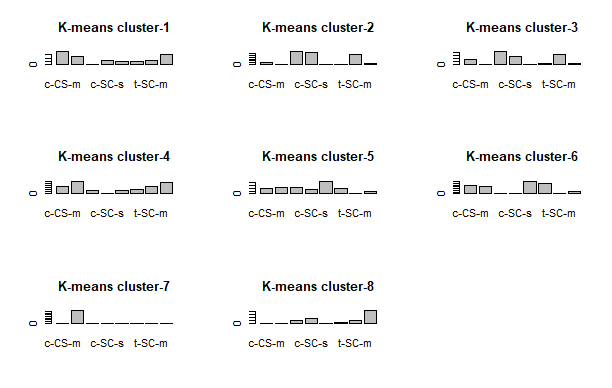 K-means cluster-1
0
c-CS-m c-SC-s t-SC-m
K-means cluster-2
0
c-CS-m c-SC-s t-SC-m
K-means cluster-3
0
c-CS-m c-SC-s t-SC-m
K-means cluster-4
0
c-CS-m c-SC-s t-SC-m
K-means cluster-5
0
c-CS-m c-SC-s t-SC-m
K-means cluster-6
0
c-CS-m c-SC-s t-SC-m
K-means cluster-7
0
c-CS-m c-SC-s t-SC-m
K-means cluster-8
0
c-CS-m c-SC-s t-SC-m